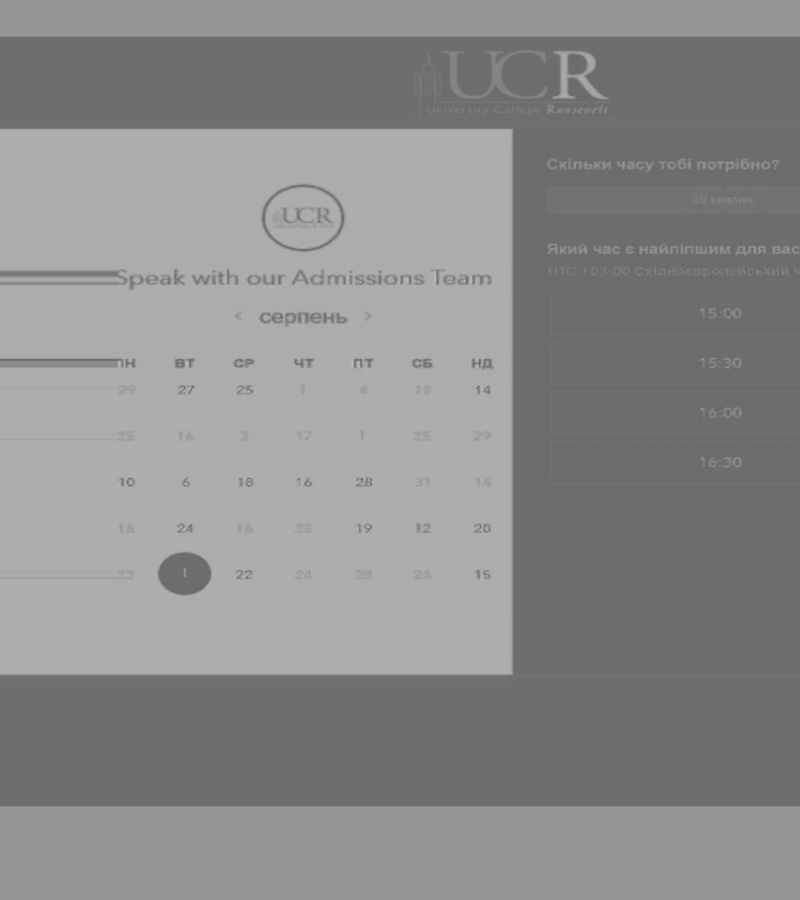 UCR
University College Roosevelt
UCR
Speak with our Admissions Team
< серпень >
ПН ВТ СР ЧТ ПТ СБ НД
29 27 25 1 4 19 14
25 16 3 17 1 25 29
10 6 18 16 28 31 14
16 24 16 25 19 12 20
23 1 22 24 25 26 15
Скільки часу тобі потрібно?
30 хвилин
Який час є найліпшим для вас
UTC +03:00 Східноєвропейський ч
15:00
15:30
16:00
16:30